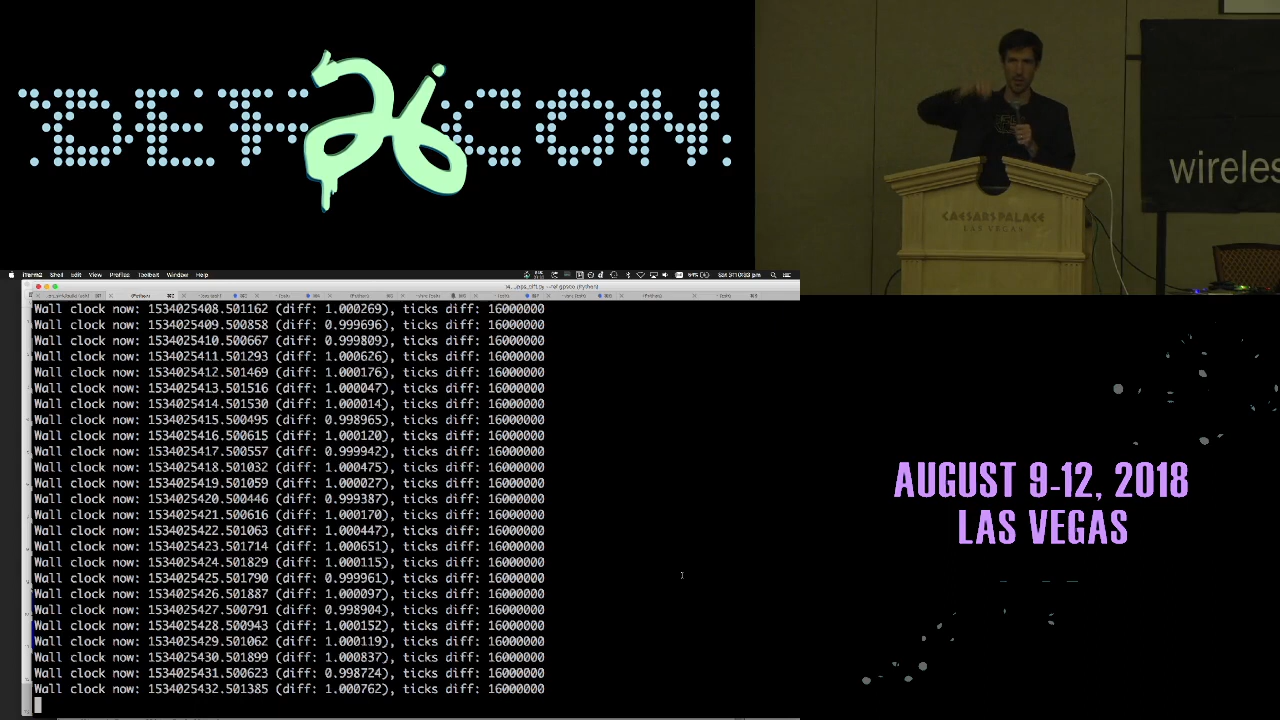 DEF 26 CON
CAESARS PALACE
LAS VEGAS
wireles
iTerm2 Shell Edit View Profiles Toolbelt Window Help
Wall clock now: 1534025408.501162 (diff: 1.000269), ticks diff: 16000000
Wall clock now: 1534025409.500858 (diff: 0.999696), ticks diff: 16000000
Wall clock now: 1534025410.500667 (diff: 0.999809), ticks diff: 16000000
Wall clock now: 1534025411.501293 (diff: 1.000626), ticks diff: 16000000
Wall clock now: 1534025412.501469 (diff: 1.000176), ticks diff: 16000000
Wall clock now: 1534025413.501516 (diff: 1.000047), ticks diff: 16000000
Wall clock now: 1534025414.501530 (diff: 1.000014), ticks diff: 16000000
Wall clock now: 1534025415.500495 (diff: 0.998965), ticks diff: 16000000
Wall clock now: 1534025416.500615 (diff: 1.000120), ticks diff: 16000000
Wall clock now: 1534025417.500557 (diff: 0.999942), ticks diff: 16000000
Wall clock now: 1534025418.501032 (diff: 1.000475), ticks diff: 16000000
Wall clock now: 1534025419.501059 (diff: 1.000027), ticks diff: 16000000
Wall clock now: 1534025420.500446 (diff: 0.999387), ticks diff: 16000000
Wall clock now: 1534025421.500616 (diff: 1.000170), ticks diff: 16000000
Wall clock now: 1534025422.501063 (diff: 1.000447), ticks diff: 16000000
Wall clock now: 1534025423.501714 (diff: 1.000651), ticks diff: 16000000
Wall clock now: 1534025424.501829 (diff: 1.000115), ticks diff: 16000000
Wall clock now: 1534025425.501790 (diff: 0.999961), ticks diff: 16000000
Wall clock now: 1534025426.501887 (diff: 1.000097), ticks diff: 16000000
Wall clock now: 1534025427.500791 (diff: 0.998904), ticks diff: 16000000
Wall clock now: 1534025428.500943 (diff: 1.000152), ticks diff: 16000000
Wall clock now: 1534025429.501062 (diff: 1.000119), ticks diff: 16000000
Wall clock now: 1534025430.501899 (diff: 1.000837), ticks diff: 16000000
Wall clock now: 1534025431.500623 (diff: 0.998724), ticks diff: 16000000
Wall clock now: 1534025432.501385 (diff: 1.000762), ticks diff: 16000000
AUGUST 9-12, 2018
LAS VEGAS